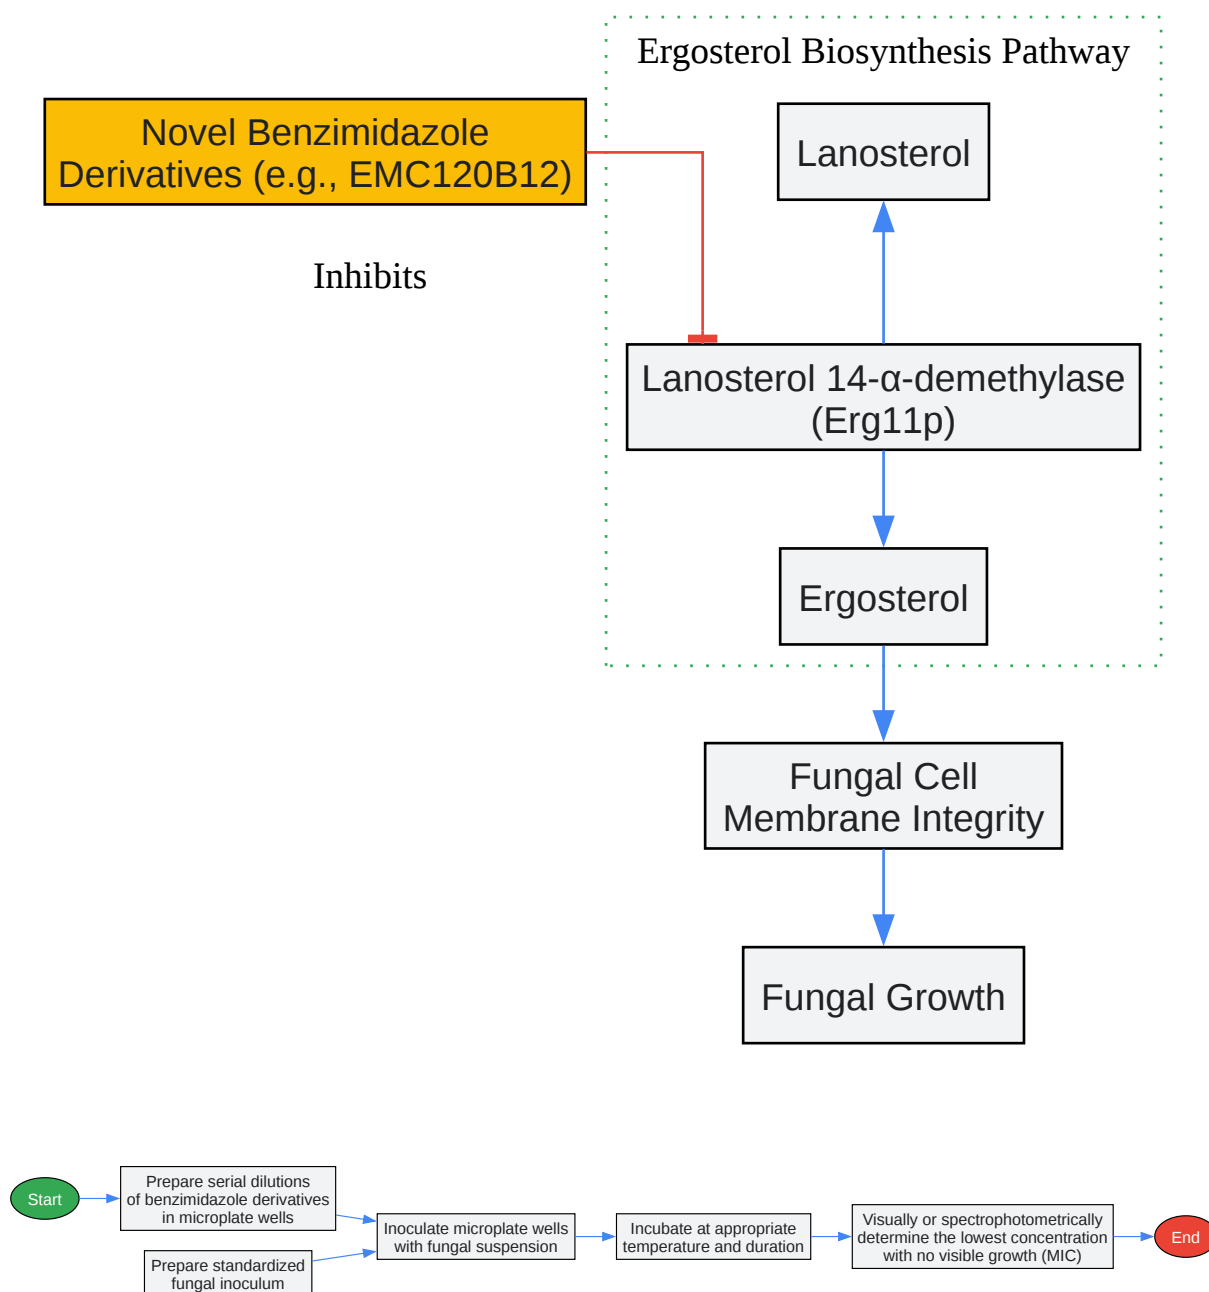 Ergosterol Biosynthesis Pathway
Novel Benzimidazole
Derivatives (e.g., EMC120B12)
Lanosterol
Inhibits
Lanosterol 14-α-demethylase
(Erg11p)
Ergosterol
Fungal Cell
Membrane Integrity
Fungal Growth
Start
Prepare serial dilutions
of benzimidazole derivatives
in microplate wells
Prepare standardized
fungal inoculum
Inoculate microplate wells
with fungal suspension
Incubate at appropriate
temperature and duration
Visually or spectrophotometrically
determine the lowest concentration
with no visible growth (MIC)
End